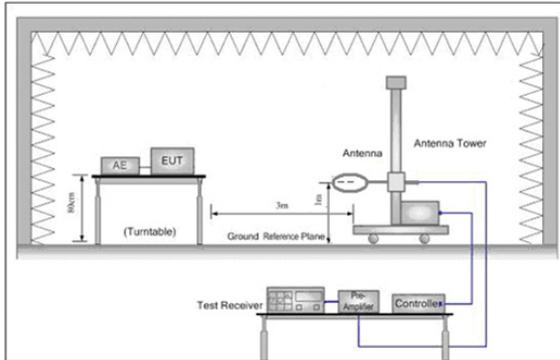 Antenna
Antenna Tower
AE
EUT
80cm
3m
1m
(Turntable)
Ground Reference Plane
Test Receiver
Pre-
Amplifier
Controller